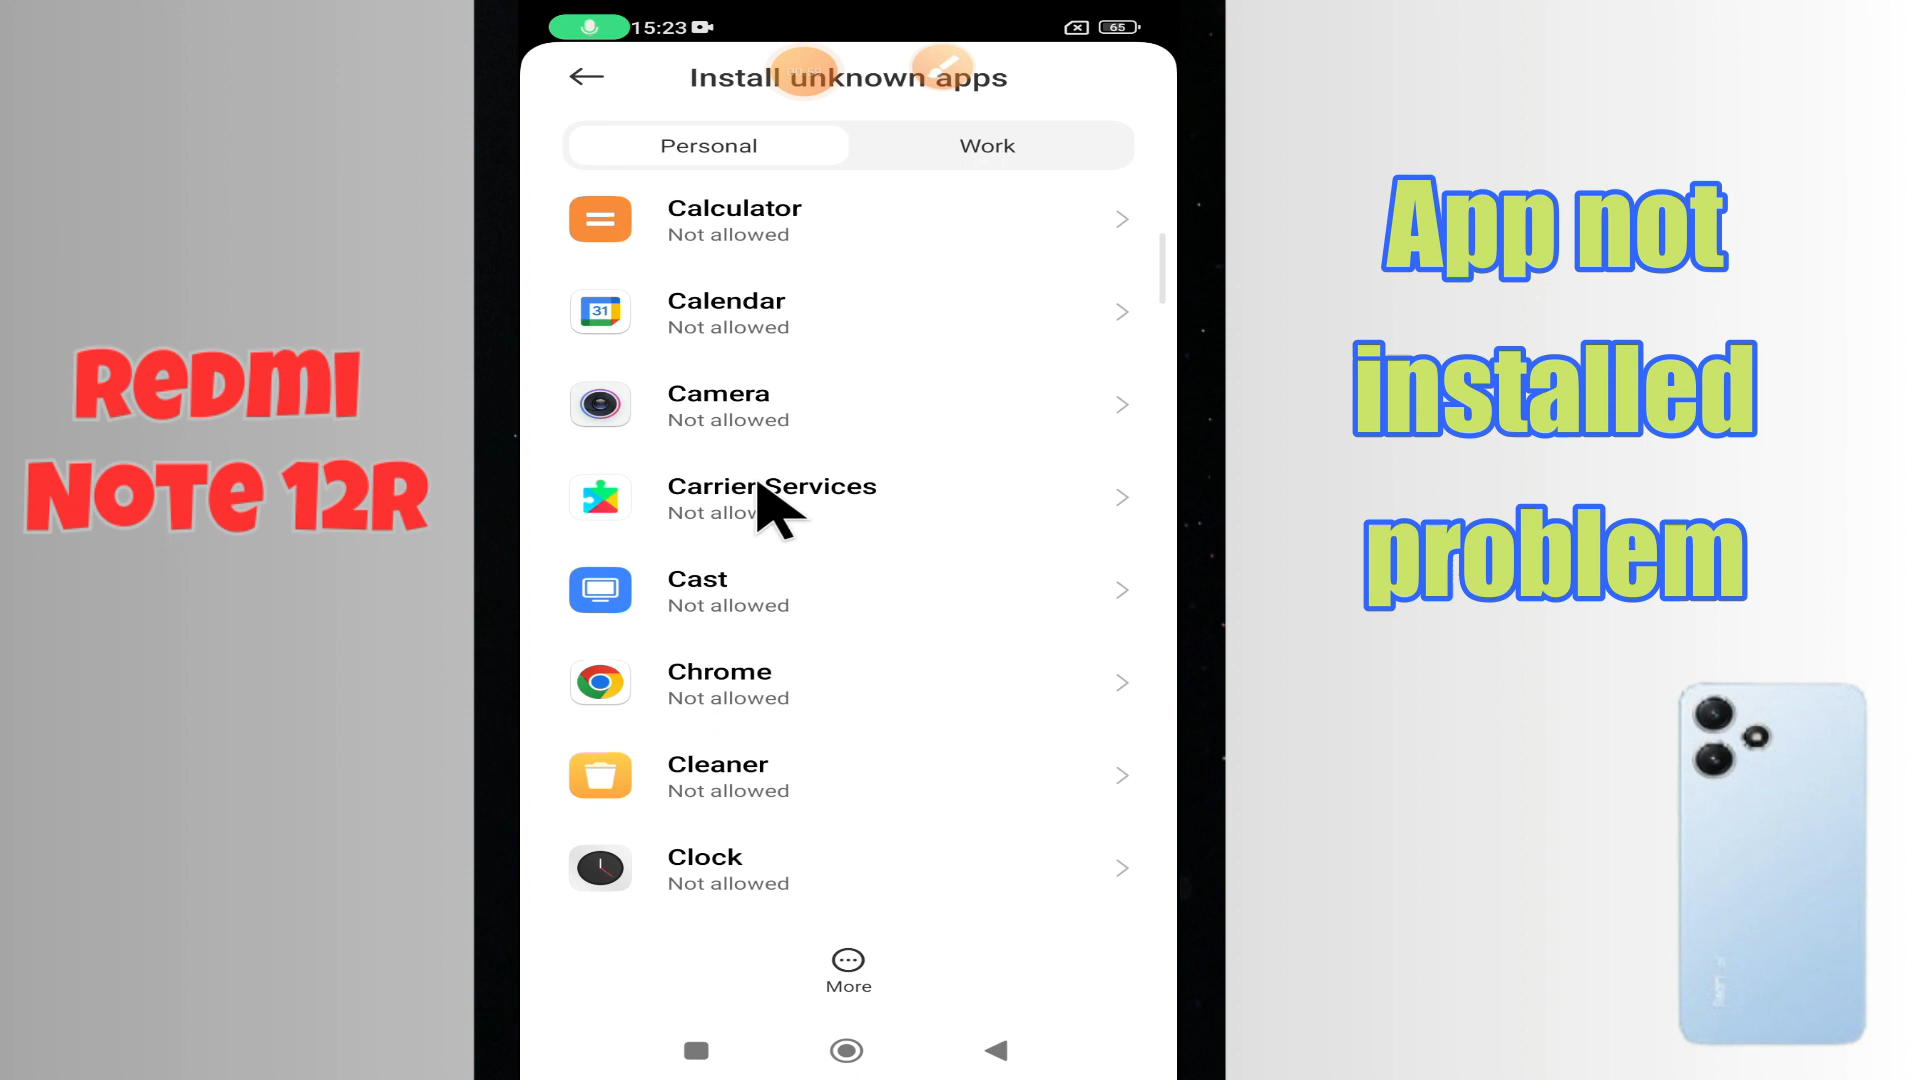 Redmi
Note 12R
15:23
65
Install unknown apps
Personal
Work
Calculator
Not allowed
Calendar
Not allowed
31
Camera
Not allowed
Carrier Services
Not allow
Cast
Not allowed
Chrome
Not allowed
Cleaner
Not allowed
Clock
Not allowed
More
App not
installed
problem